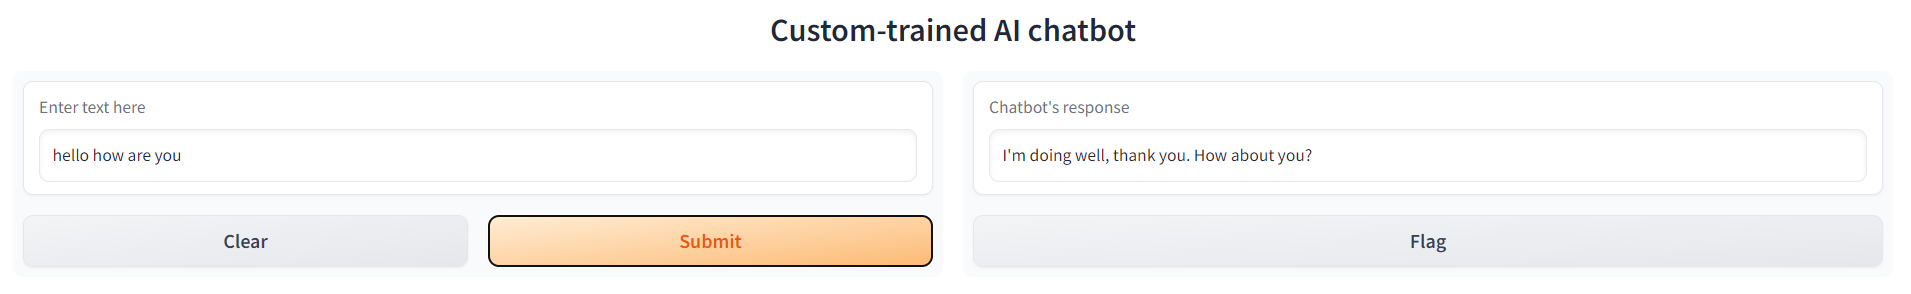 Custom-trained AI chatbot
Enter text here
hello how are you
Clear
Submit
Chatbot's response
I'm doing well, thank you. How about you?
Flag